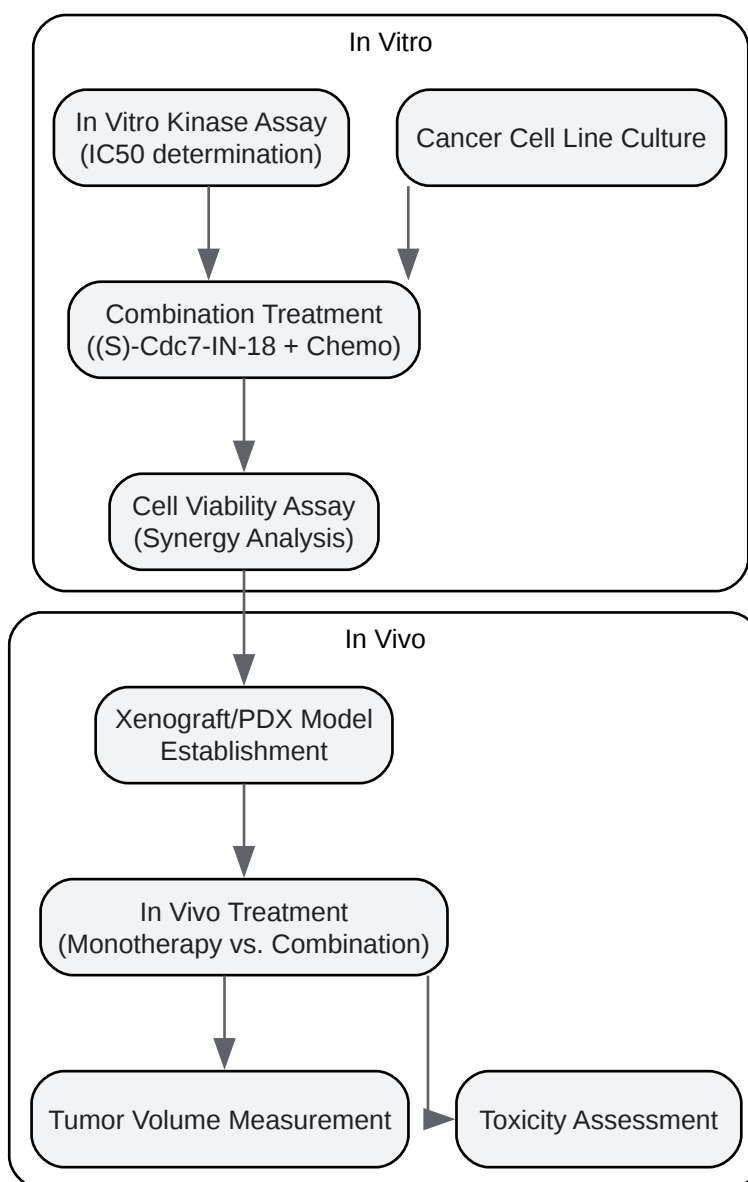 In Vitro
In Vitro Kinase Assay
(IC50 determination)
Cancer Cell Line Culture
Combination Treatment
((S)-Cdc7-IN-18 + Chemo)
Cell Viability Assay
(Synergy Analysis)
In Vivo
Xenograft/PDX Model
Establishment
In Vivo Treatment
(Monotherapy vs. Combination)
Tumor Volume Measurement
Toxicity Assessment